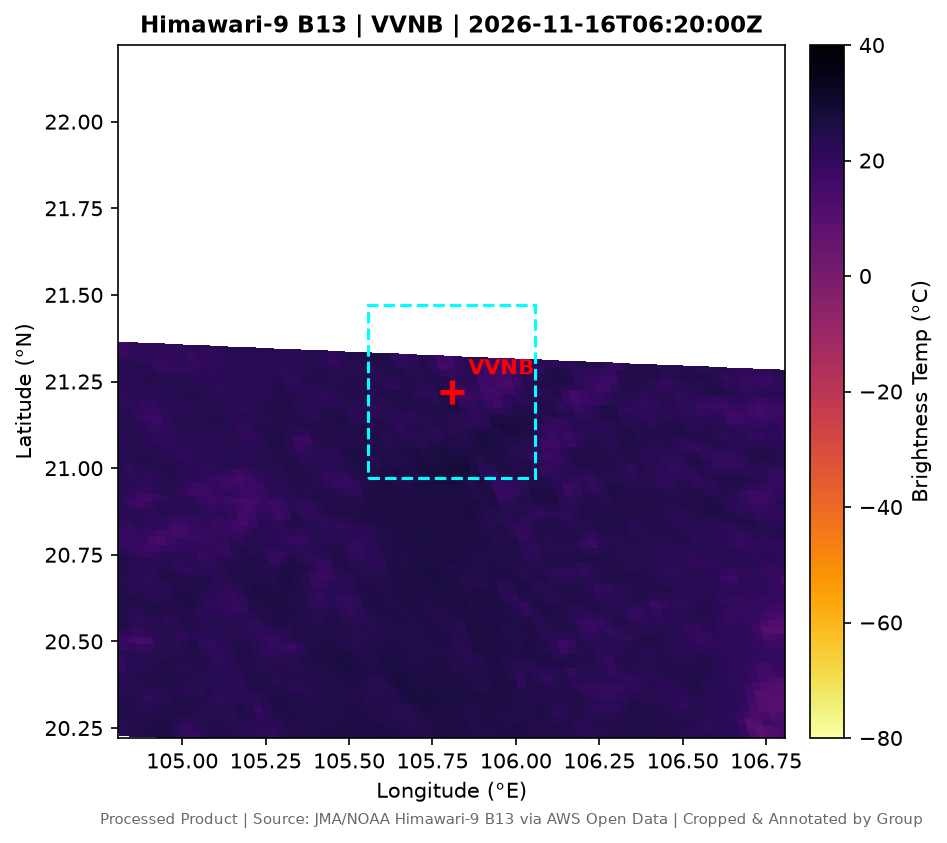 Himawari-9 B13 | VVNB | 2026-11-16T06:20:00Z
22.00
21.75
21.50
21.25
21.00
20.75
20.50
20.25
Latitude (°N)
VVNB
105.00 105.25 105.50 105.75 106.00 106.25 106.50 106.75
Longitude (°E)
40
20
0
−20
−40
−60
−80
Brightness Temp (°C)
Processed Product | Source: JMA/NOAA Himawari-9 B13 via AWS Open Data | Cropped & Annotated by Group